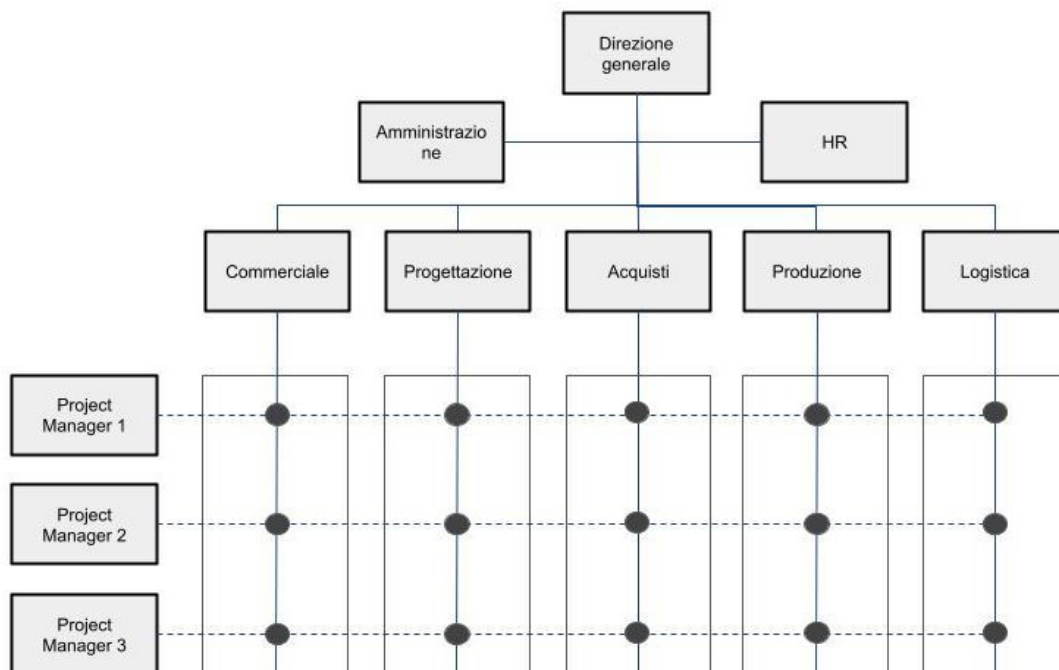 Direzione
generale
Amministrazio
ne
HR
Commerciale
Progettazione
Acquisti
Produzione
Logistica
Project
Manager 1
Project
Manager 2
Project
Manager 3